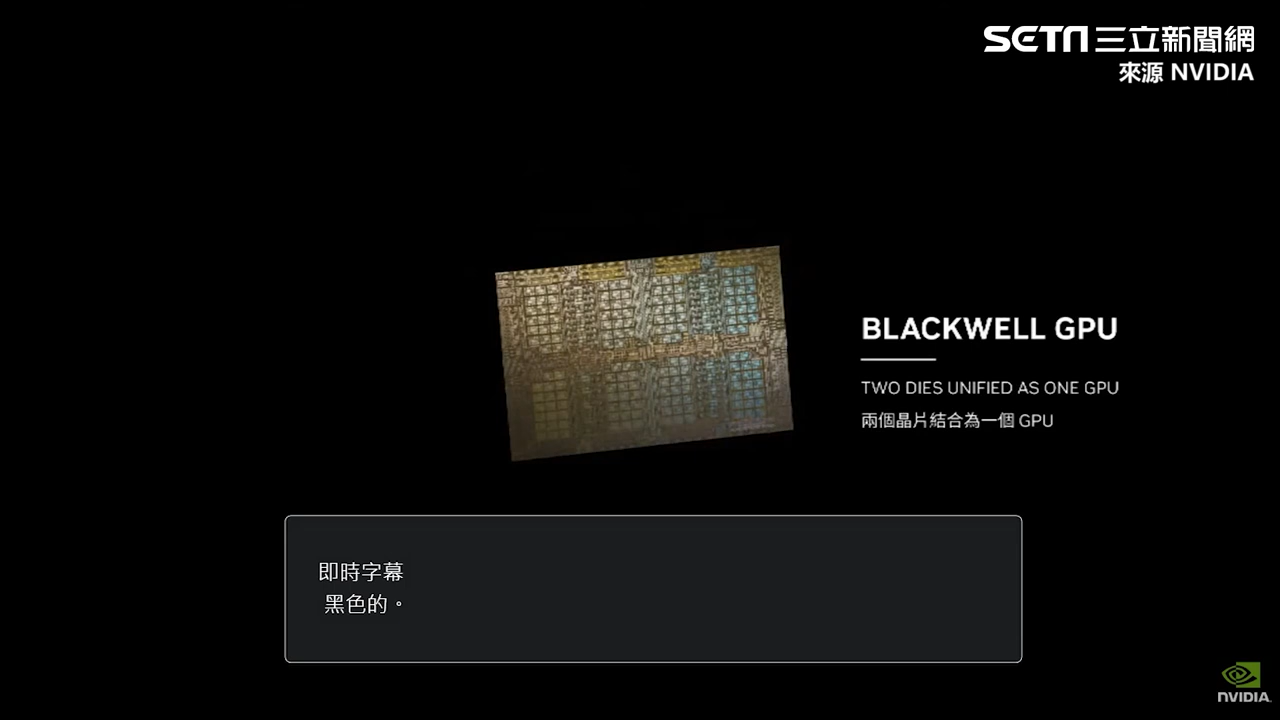 SETN三立新聞網
來源 NVIDIA
BLACKWELL GPU
TWO DIES UNIFIED AS ONE GPU
兩個晶片結合為一個 GPU
即時字幕
黑色的。
NVIDIA